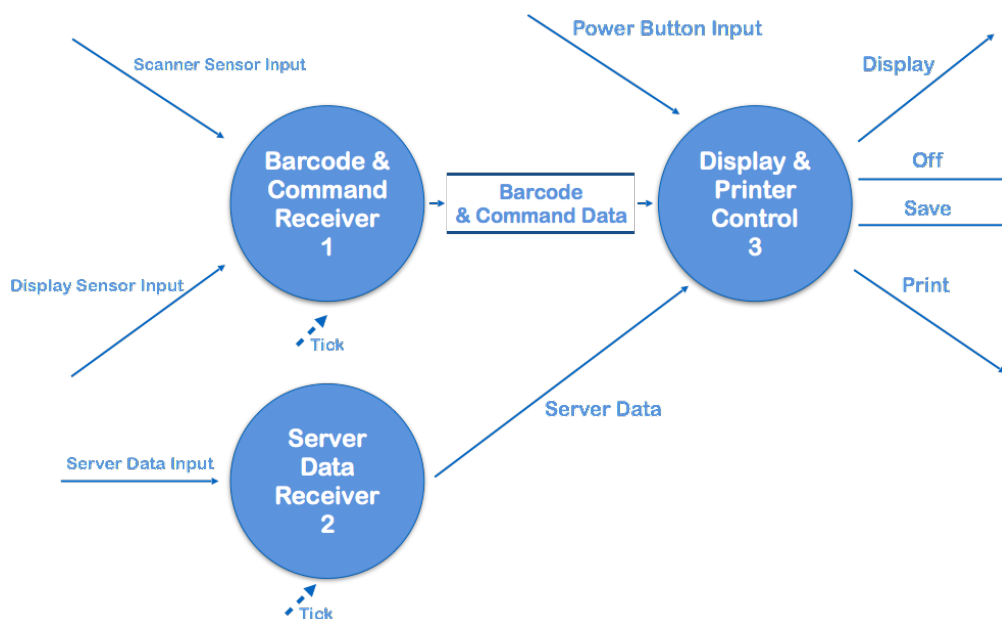 Power Button Input
Scanner Sensor Input
Display
Barcode &
Command
Receiver
1
Barcode
& Command Data
Display &
Printer
Control
3
Off
Save
Display Sensor Input
Print
Tick
Server Data
Server
Data
Receiver
2
Server Data Input
Tick